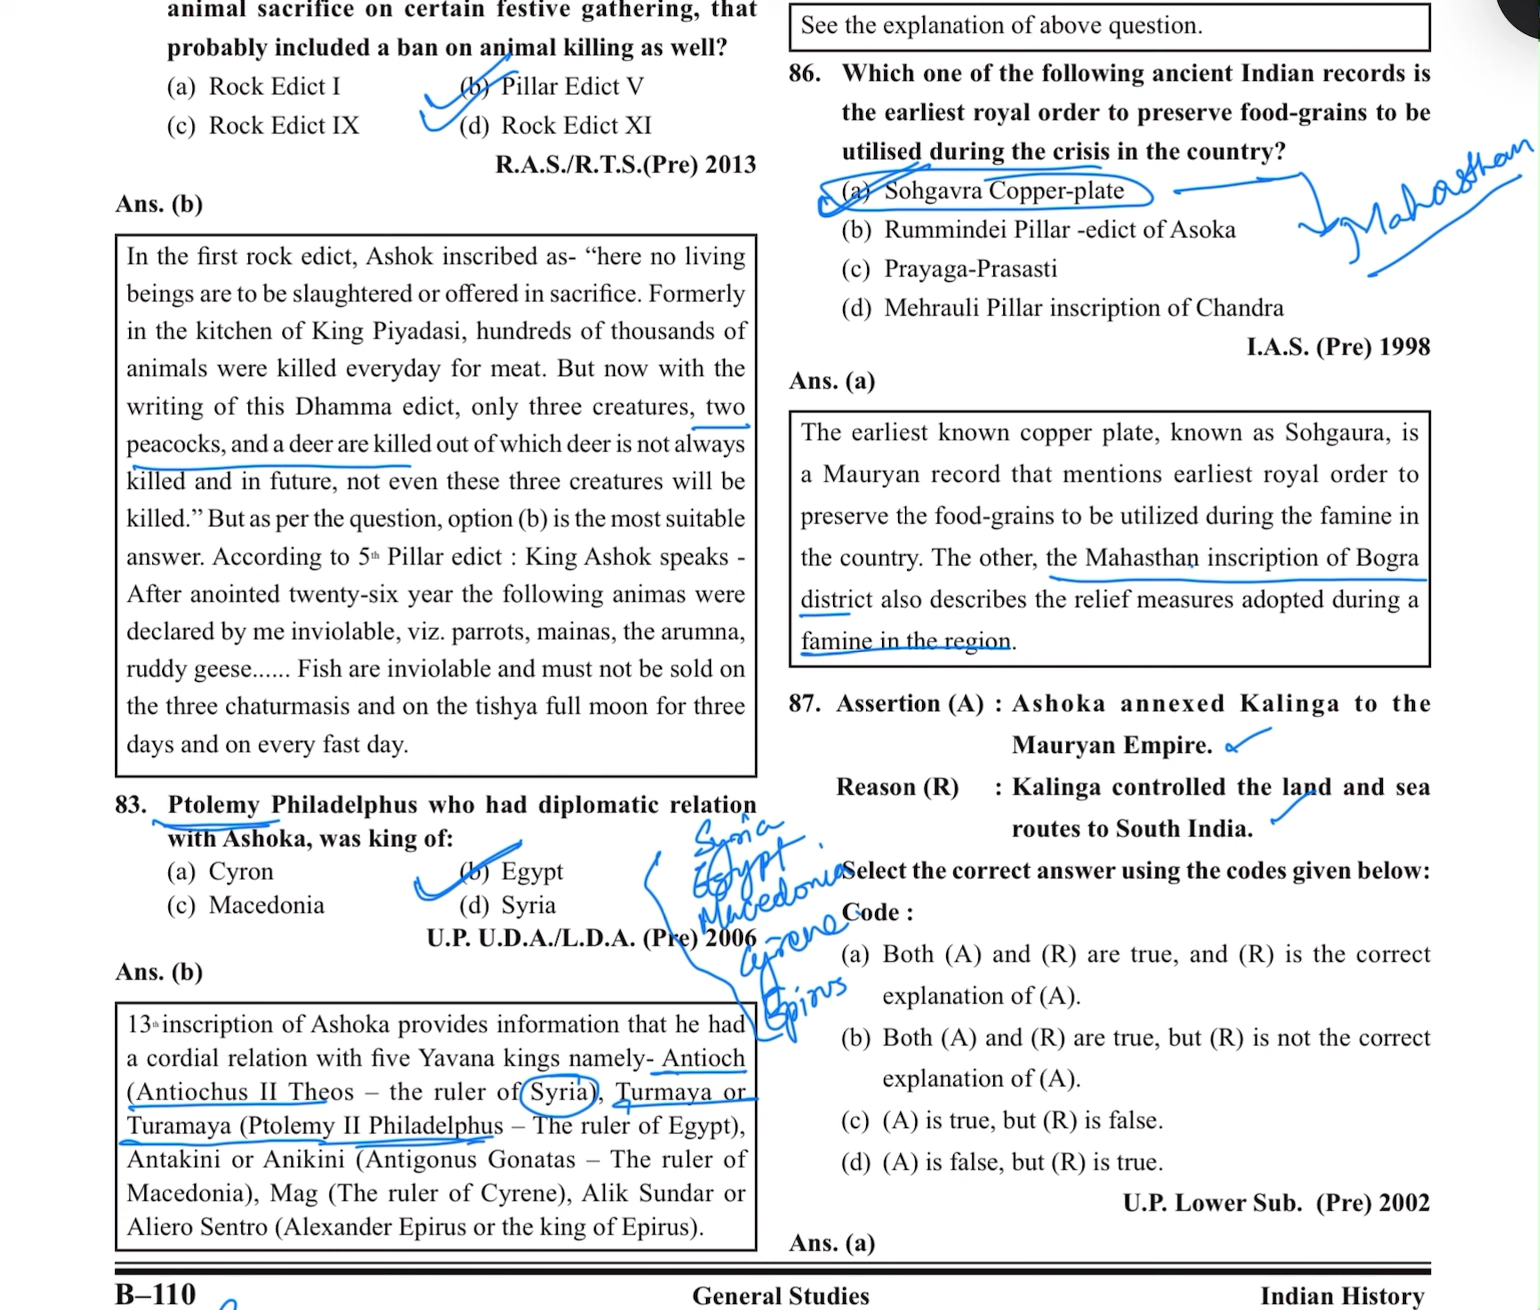 animal sacrifice on certain festive gathering, that
probably included a ban on animal killing as well?
(a) Rock Edict I (b) Pillar Edict V
(c) Rock Edict IX (d) Rock Edict XI
R.A.S./R.T.S.(Pre) 2013
Ans. (b)
In the first rock edict, Ashok inscribed as- “here no living
beings are to be slaughtered or offered in sacrifice. Formerly
in the kitchen of King Piyadasi, hundreds of thousands of
animals were killed everyday for meat. But now with the
writing of this Dhamma edict, only three creatures, two
peacocks, and a deer are killed out of which deer is not always
killed and in future, not even these three creatures will be
killed.” But as per the question, option (b) is the most suitable
answer. According to 5th Pillar edict : King Ashok speaks -
After anointed twenty-six year the following animas were
declared by me inviolable, viz. parrots, mainas, the arumna,
ruddy geese...... Fish are inviolable and must not be sold on
the three chaturmasis and on the tishya full moon for three
days and on every fast day.
83. Ptolemy Philadelphus who had diplomatic relation
with Ashoka, was king of:
(a) Cyron (b) Egypt
(c) Macedonia (d) Syria
U.P. U.D.A./L.D.A. (Pre) 2006
Ans. (b)
13th inscription of Ashoka provides information that he had
a cordial relation with five Yavana kings namely- Antioch
(Antiochus II Theos – the ruler of Syria), Turmaya or
Turamaya (Ptolemy II Philadelphus – The ruler of Egypt),
Antakini or Anikini (Antigonus Gonatas – The ruler of
Macedonia), Mag (The ruler of Cyrene), Alik Sundar or
Aliero Sentro (Alexander Epirus or the king of Epirus).
Syria
Egypt
Macedonia
Cyrene
Epirus
See the explanation of above question.
86. Which one of the following ancient Indian records is
the earliest royal order to preserve food-grains to be
utilised during the crisis in the country?
(a) Sohgavra Copper-plate
Mahasthan
(b) Rummindei Pillar -edict of Asoka
(c) Prayaga-Prasasti
(d) Mehrauli Pillar inscription of Chandra
I.A.S. (Pre) 1998
Ans. (a)
The earliest known copper plate, known as Sohgaura, is
a Mauryan record that mentions earliest royal order to
preserve the food-grains to be utilized during the famine in
the country. The other, the Mahasthan inscription of Bogra
district also describes the relief measures adopted during a
famine in the region.
87. Assertion (A) : Ashoka annexed Kalinga to the
Mauryan Empire.
Reason (R) : Kalinga controlled the land and sea
routes to South India.
Select the correct answer using the codes given below:
Code :
(a) Both (A) and (R) are true, and (R) is the correct
explanation of (A).
(b) Both (A) and (R) are true, but (R) is not the correct
explanation of (A).
(c) (A) is true, but (R) is false.
(d) (A) is false, but (R) is true.
U.P. Lower Sub. (Pre) 2002
Ans. (a)
B–110 General Studies Indian History